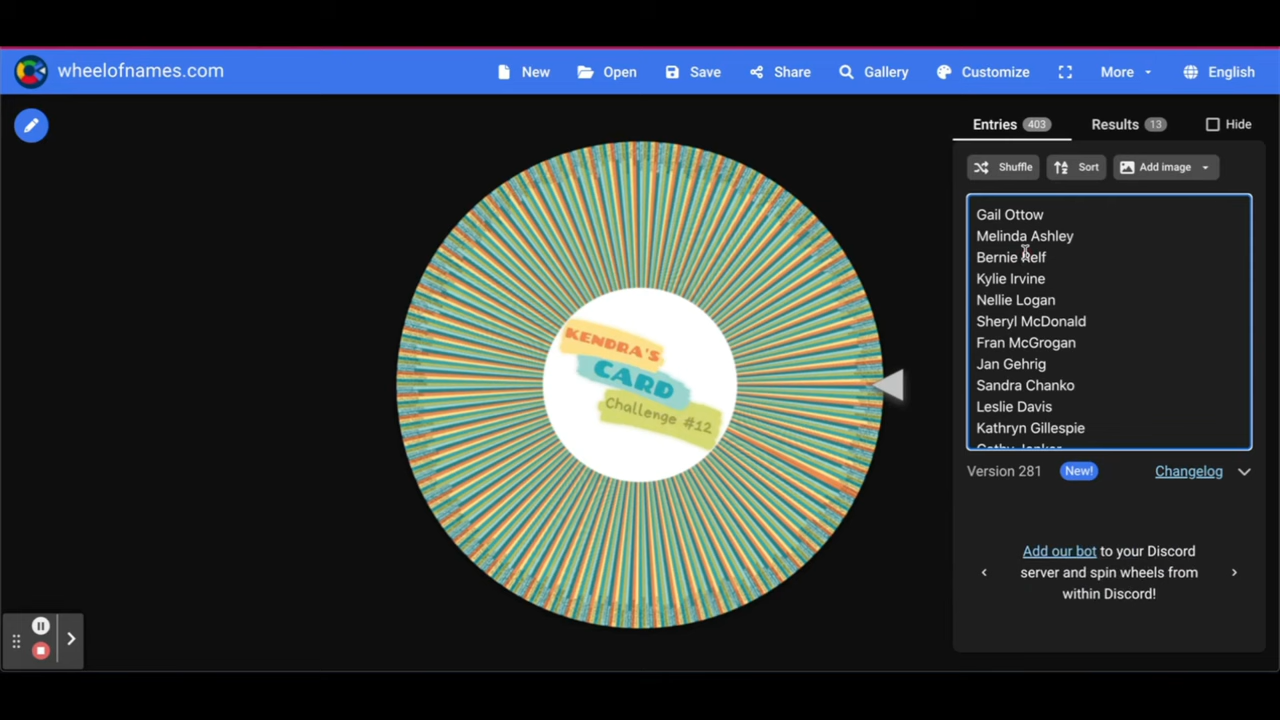 wheelofnames.com
New
Open
Save
Share
Gallery
Customize
More
English
Entries 403
Results 13
Hide
Shuffle
Sort
Add image
Gail Ottow
Melinda Ashley
Bernie Relf
Kylie Irvine
Nellie Logan
Sheryl McDonald
Fran McGrogan
Jan Gehrig
Sandra Chanko
Leslie Davis
Kathryn Gillespie
KENDRA'S
CARD
Challenge #12
Version 281
New!
Changelog
Add our bot to your Discord
server and spin wheels from
within Discord!